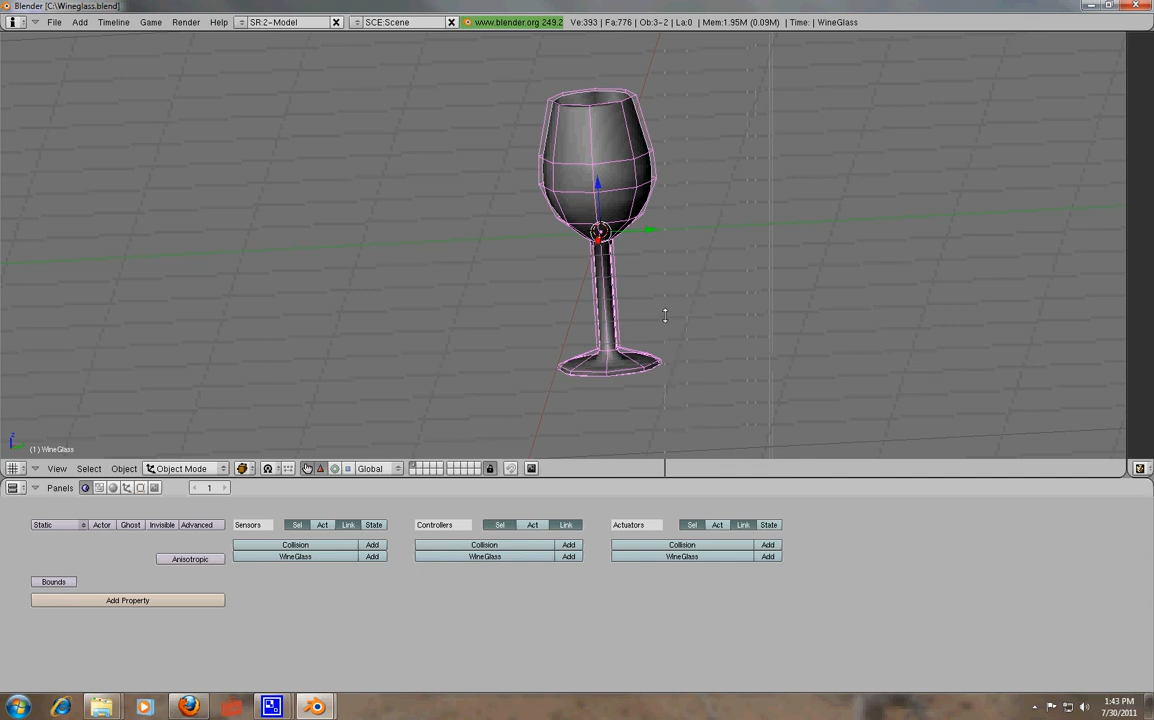 Blender [C:\Wineglass.blend]
File Add Timeline Game Render Help SR:2-Model SCE:Scene www.blender.org 249.2 Ve:393 | Fa:776 | Ob:3-2 | La:0 | Mem:1.95M (0.09M) | Time: | WineGlass
z
(1) WineGlass
View Select Object Object Mode Global
Panels 1
Static Actor Ghost Invisible Advanced Sensors Sel Act Link State Controllers Sel Act Link Actuators Sel Act Link State
Collision Add Collision Add Collision Add
Anisotropic WineGlass Add WineGlass Add WineGlass Add
Bounds
Add Property
1:43 PM
7/30/2011